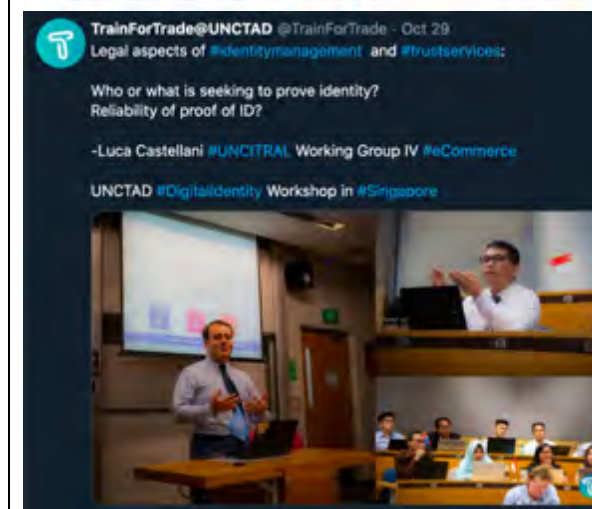 TrainForTrade@UNCTAD @TrainForTrade · Oct 29
Legal aspects of #identitymanagement and #trustservices:
Who or what is seeking to prove identity?
Reliability of proof of ID?
-Luca Castellani #UNCITRAL Working Group IV #eCommerce
UNCTAD #DigitalIdentity Workshop in #Singapore